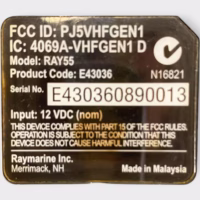 FCC ID: PJ5VHFGEN1
IC: 4069A-VHFGEN1 D
Model: RAY55
Product Code: E43036
N16821
Serial No. E430360890013
Input: 12 VDC (nom)
THIS DEVICE COMPLIES WITH PART 15 OF THE
FCC RULES. OPERATION IS SUBJECT TO THE
CONDITION THAT THIS DEVICE DOES NOT
CAUSE HARMFUL INTERFERENCE.
Raymarine Inc. Made in Malaysia
Merrimack, NH